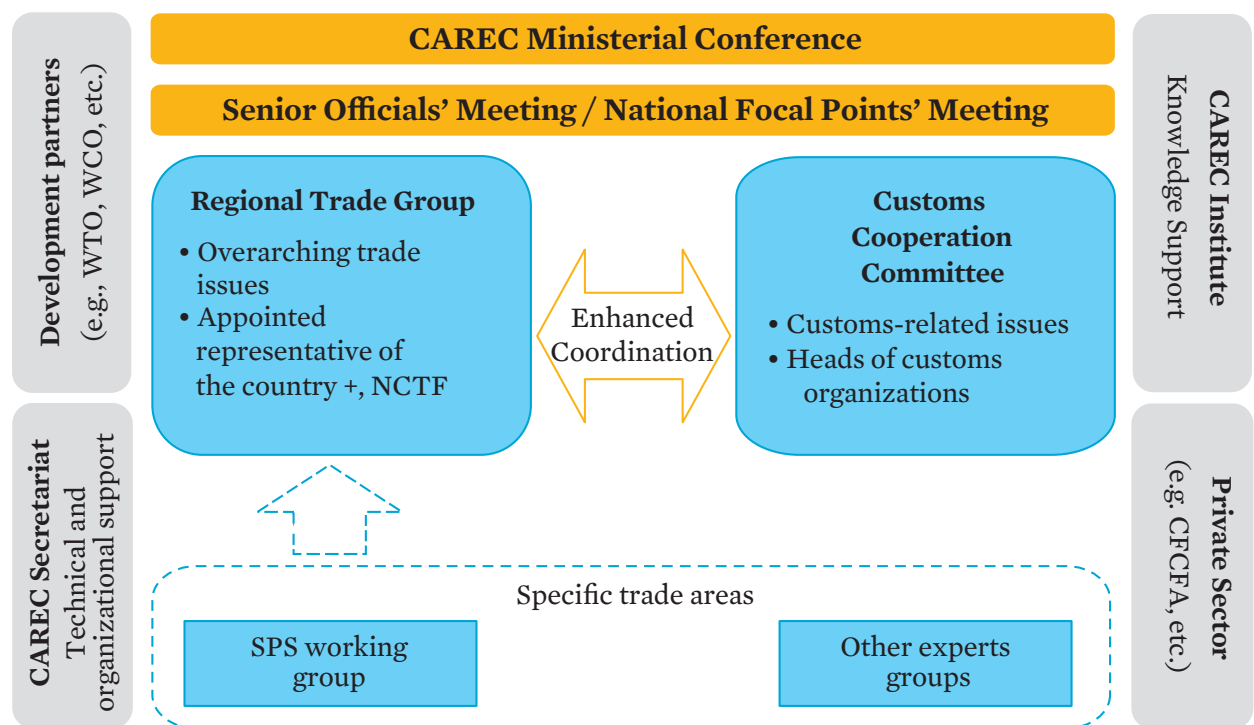 CAREC Ministerial Conference
Senior Officials’ Meeting / National Focal Points’ Meeting
Development partners
(e.g., WTO, WCO, etc.)
CAREC Secretariat
Technical and
organizational support
Regional Trade Group
• Overarching trade
issues
• Appointed
representative of
the country +, NCTF
Enhanced
Coordination
Customs
Cooperation
Committee
• Customs-related issues
• Heads of customs
organizations
Specific trade areas
SPS working
group
Other experts
groups
CAREC Institute
Knowledge Support
Private Sector
(e.g. CFCFA, etc.)